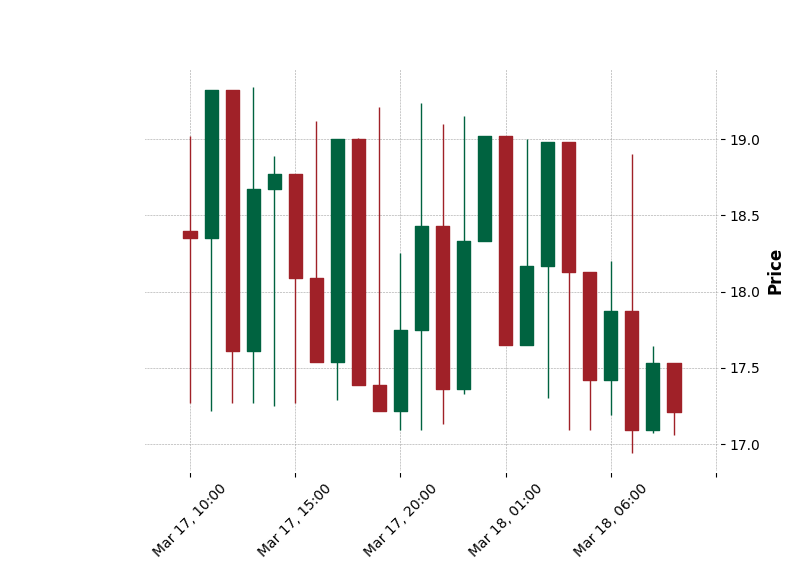 19.0
18.5
18.0
17.5
17.0
Price
Mar 17, 10:00
Mar 17, 15:00
Mar 17, 20:00
Mar 18, 01:00
Mar 18, 06:00